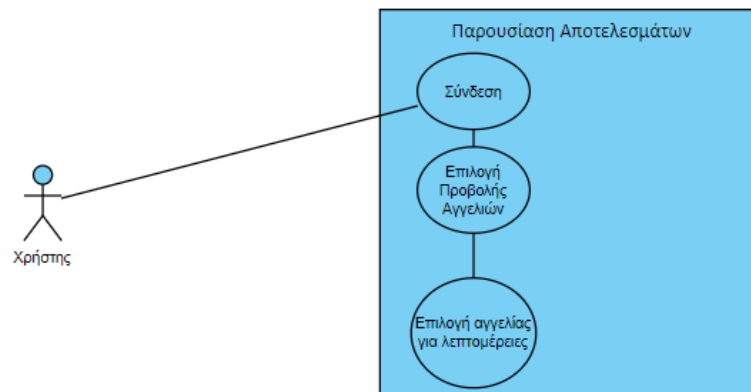 Παρουσίαση Αποτελεσμάτων
Σύνδεση
Επιλογή
Προβολής
Αγγελιών
Χρήστης
Επιλογή αγγελίας
για λεπτομέρειες